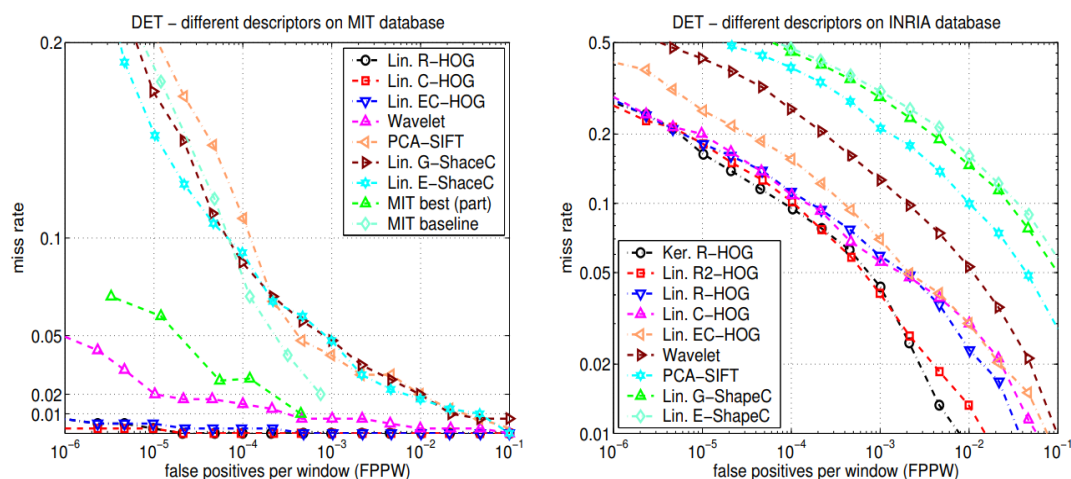 DET − different descriptors on MIT database
0.2
0.1
0.05
0.02
0.01
miss rate
Lin. R−HOG
Lin. C−HOG
Lin. EC−HOG
Wavelet
PCA−SIFT
Lin. G−ShaceC
Lin. E−ShaceC
MIT best (part)
MIT baseline
10−6 10−5 10−4 10−3 10−2 10−1
false positives per window (FPPW)
DET − different descriptors on INRIA database
0.5
0.2
0.1
0.05
0.02
0.01
miss rate
Ker. R−HOG
Lin. R2−HOG
Lin. R−HOG
Lin. C−HOG
Lin. EC−HOG
Wavelet
PCA−SIFT
Lin. G−ShapeC
Lin. E−ShapeC
10−6 10−5 10−4 10−3 10−2 10−1
false positives per window (FPPW)